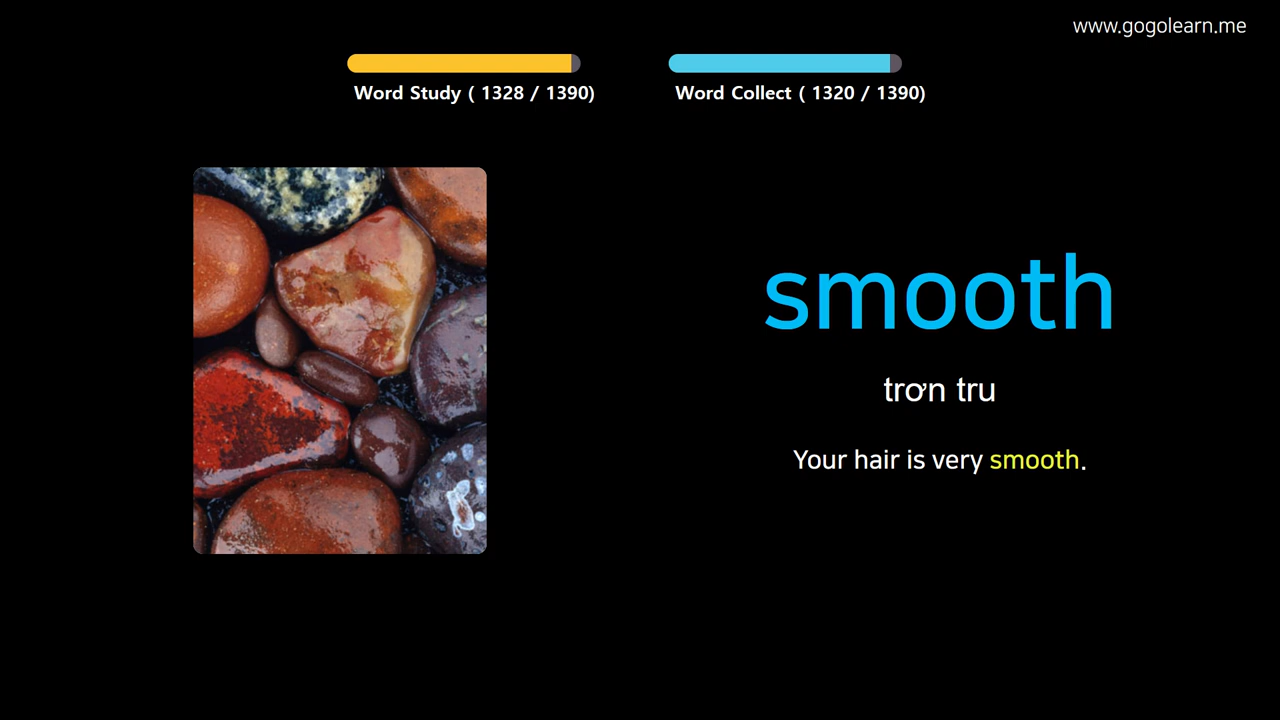 www.gogolearn.me
Word Study ( 1328 / 1390)
Word Collect ( 1320 / 1390)
smooth
trơn tru
Your hair is very smooth.